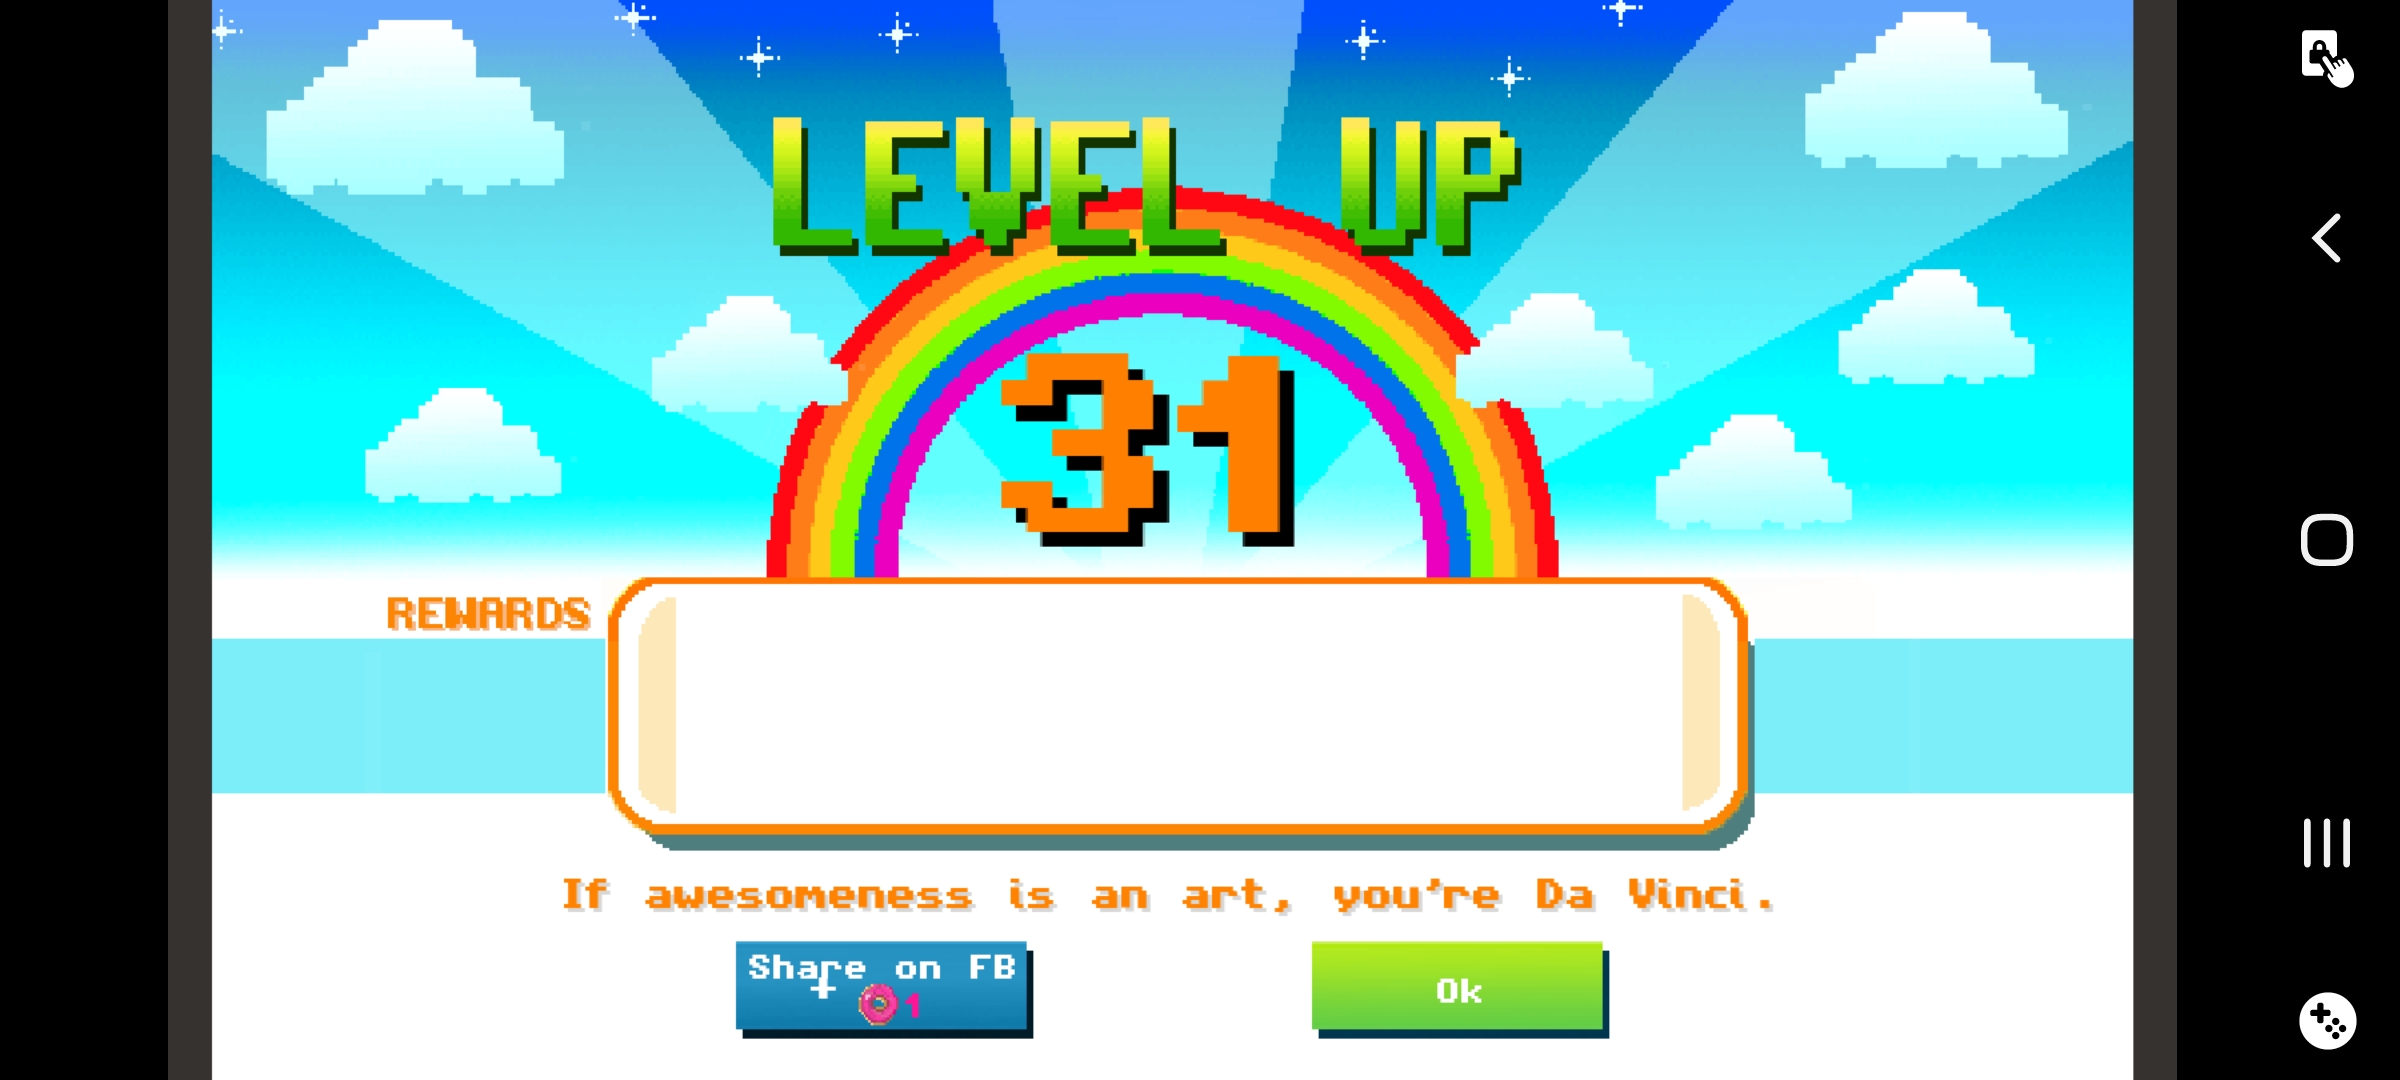 LEVEL UP
31
REWARDS
If awesomeness is an art, you're Da Vinci.
Share on FB
+ 1
Ok